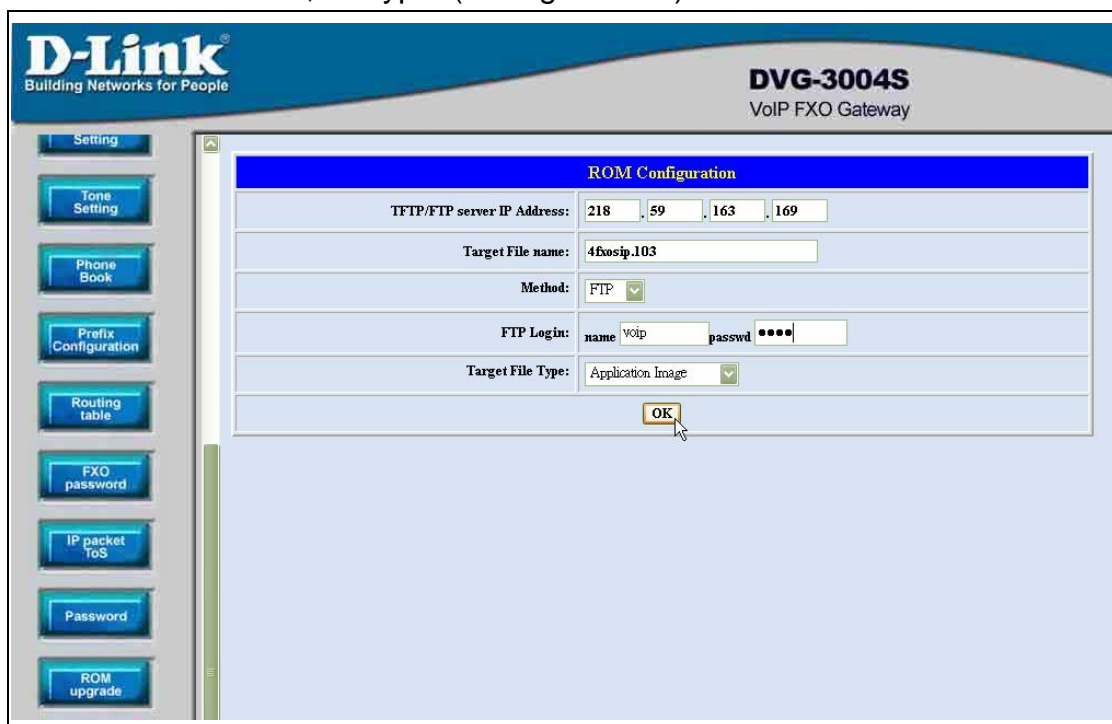 D-Link®
Building Networks for People
DVG-3004S
VoIP FXO Gateway
Setting
Tone
Setting
Phone
Book
Prefix
Configuration
Routing
table
FXO
password
IP packet
ToS
Password
ROM
upgrade
ROM Configuration
TFTP/FTP server IP Address: 218 . 59 . 163 . 169
Target File name: 4fxosip.103
Method: FTP
FTP Login: name voip passwd ••••
Target File Type: Application Image
OK